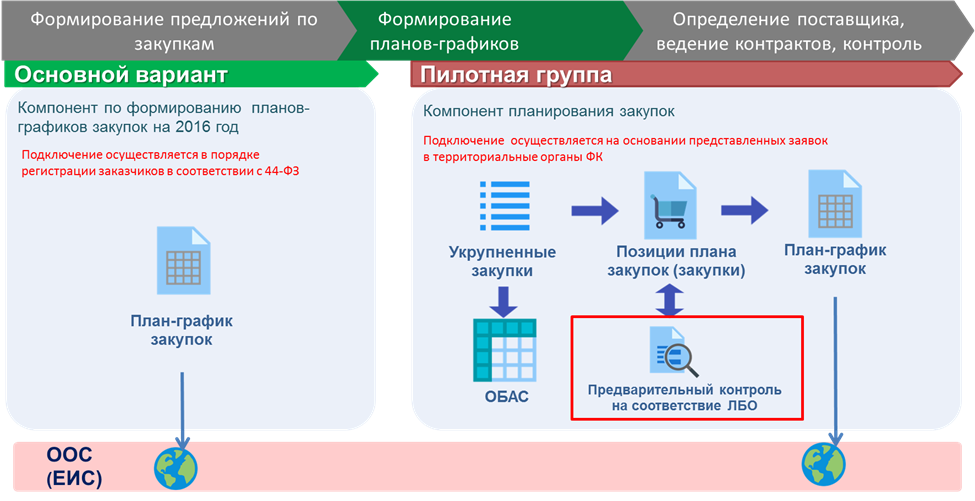 Формирование предложений по
закупкам
Формирование
планов-графиков
Определение поставщика,
ведение контрактов, контроль
Основной вариант
Компонент по формированию планов-
графиков закупок на 2016 год
Подключение осуществляется в порядке
регистрации заказчиков в соответствии с 44-ФЗ
План-график
закупок
Пилотная группа
Компонент планирования закупок
Подключение осуществляется на основании представленных заявок
в территориальные органы ФК
Укрупненные
закупки
Позиции плана
закупок (закупки)
План-график
закупок
ОБАС
Предварительный контроль
на соответствие ЛБО
ООС
(ЕИС)